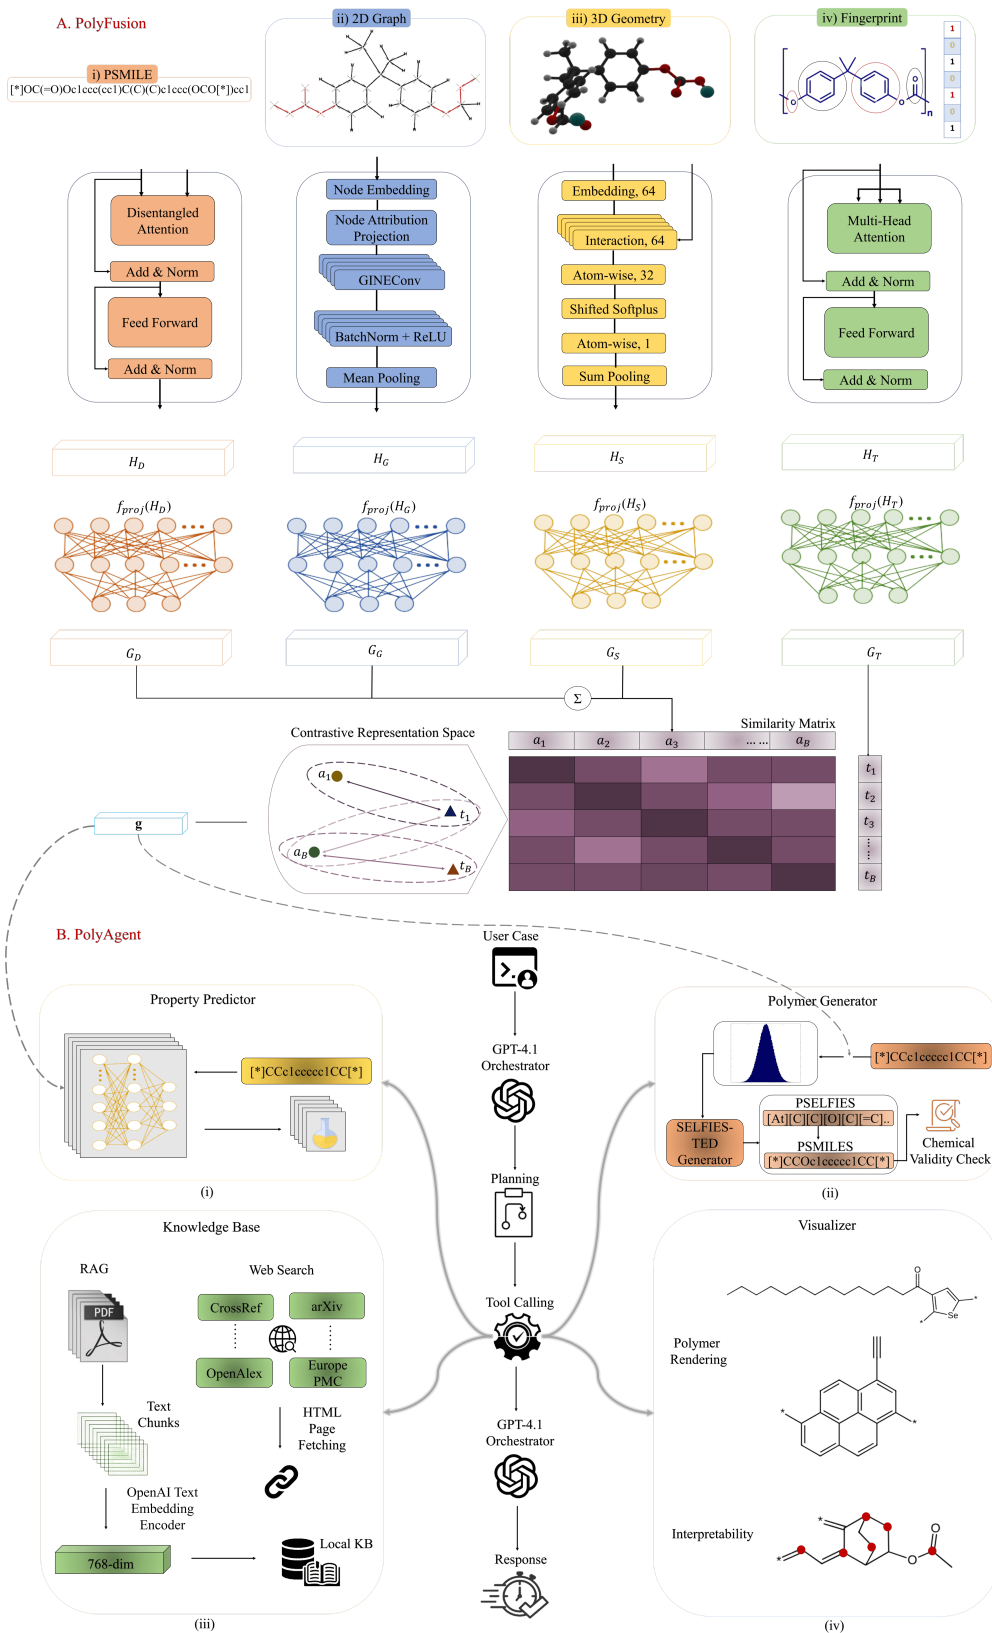 A. PolyFusion
i) PSMILE
[*]OC(=O)Oc1ccc(cc1)C(C)(C)c1ccc(OCO[*])cc1
ii) 2D Graph
iii) 3D Geometry
iv) Fingerprint
n
1
0
1
0
1
0
1
Disentangled
Attention
Add & Norm
Feed Forward
Add & Norm
Node Embedding
Node Attribution
Projection
GINEConv
BatchNorm + ReLU
Mean Pooling
Embedding, 64
Interaction, 64
Atom-wise, 32
Shifted Softplus
Atom-wise, 1
Sum Pooling
Multi-Head
Attention
Add & Norm
Feed Forward
Add & Norm
H_D
H_G
H_S
H_T
f_proj(H_D)
f_proj(H_G)
f_proj(H_S)
f_proj(H_T)
G_D
G_G
G_S
G_T
Σ
Contrastive Representation Space
Similarity Matrix
a_1 a_2 a_3 ... ... a_B
a_1
t_1
a_B
t_B
t_1
t_2
t_3
t_B
g
B. PolyAgent
User Case
GPT-4.1
Orchestrator
Planning
Tool Calling
GPT-4.1
Orchestrator
Response
Property Predictor
[*]CCc1ccccc1CC[*]
(i)
Polymer Generator
[*]CCc1ccccc1CC[*]
SELFIES-
TED
Generator
PSELFIES
[At][C][C][O][C][=C]..
PSMILES
[*]CCOc1ccccc1CC[*]
Chemical
Validity Check
(ii)
Knowledge Base
RAG
PDF
Text
Chunks
OpenAI Text
Embedding
Encoder
768-dim
Web Search
CrossRef
arXiv
OpenAlex
Europe
PMC
HTML
Page
Fetching
Local KB
(iii)
Visualizer
O
Se
*
*
Polymer
Rendering
*
*
Interpretability
*
*
O
O
(iv)